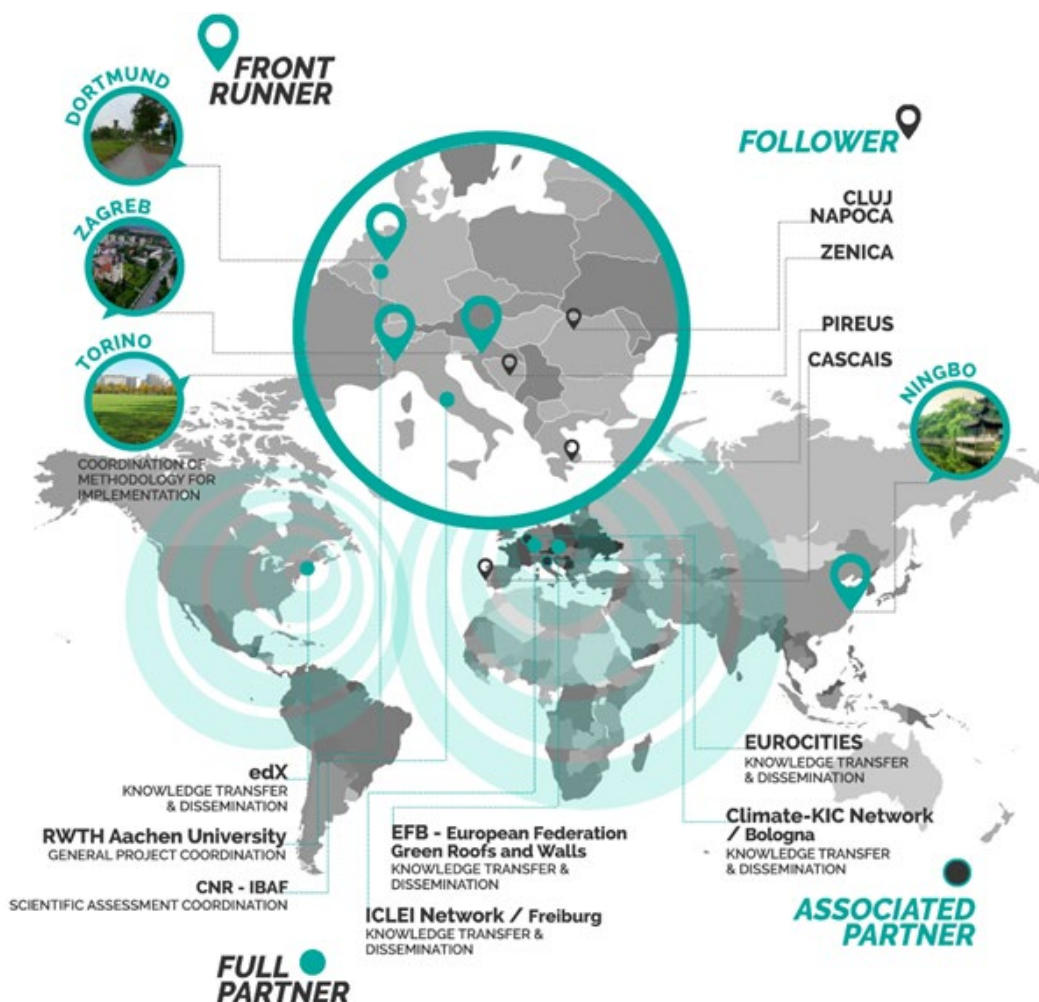 FRONT
RUNNER
DORTMUND
ZAGREB
TORINO
COORDINATION OF
METHODOLOGY FOR
IMPLEMENTATION
FOLLOWER
CLUJ
NAPOCA
ZENICA
PIREUS
CASCAIS
NINGBO
edX
KNOWLEDGE TRANSFER
& DISSEMINATION
RWTH Aachen University
GENERAL PROJECT COORDINATION
CNR - IBAF
SCIENTIFIC ASSESSMENT COORDINATION
FULL
PARTNER
EFB - European Federation
Green Roofs and Walls
KNOWLEDGE TRANSFER &
DISSEMINATION
ICLEI Network / Freiburg
KNOWLEDGE TRANSFER &
DISSEMINATION
EUROCITIES
KNOWLEDGE TRANSFER
& DISSEMINATION
Climate-KIC Network
/ Bologna
KNOWLEDGE TRANSFER
& DISSEMINATION
ASSOCIATED
PARTNER